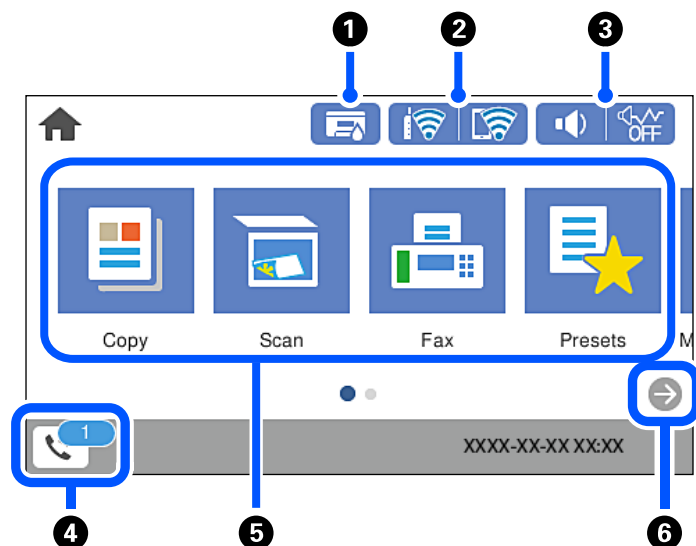 1 2 3
OFF
Copy Scan Fax Presets M
1
XXXX-XX-XX XX:XX
4 5 6